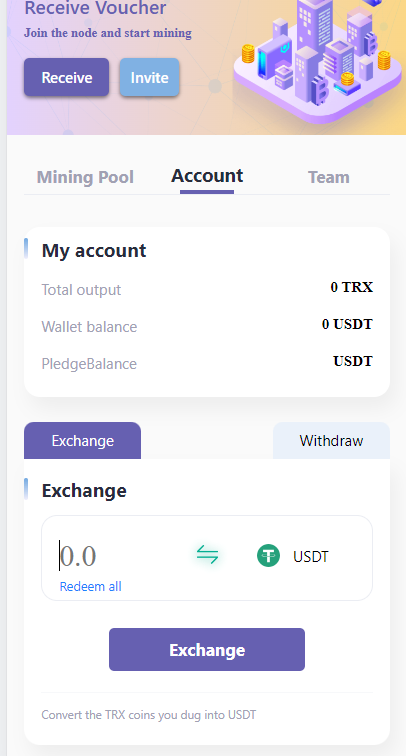 Receive Voucher
Join the node and start mining
Receive Invite
Mining Pool Account Team
My account
Total output 0 TRX
Wallet balance 0 USDT
PledgeBalance USDT
Exchange Withdraw
Exchange
0.0 USDT
Redeem all
Exchange
Convert the TRX coins you dug into USDT